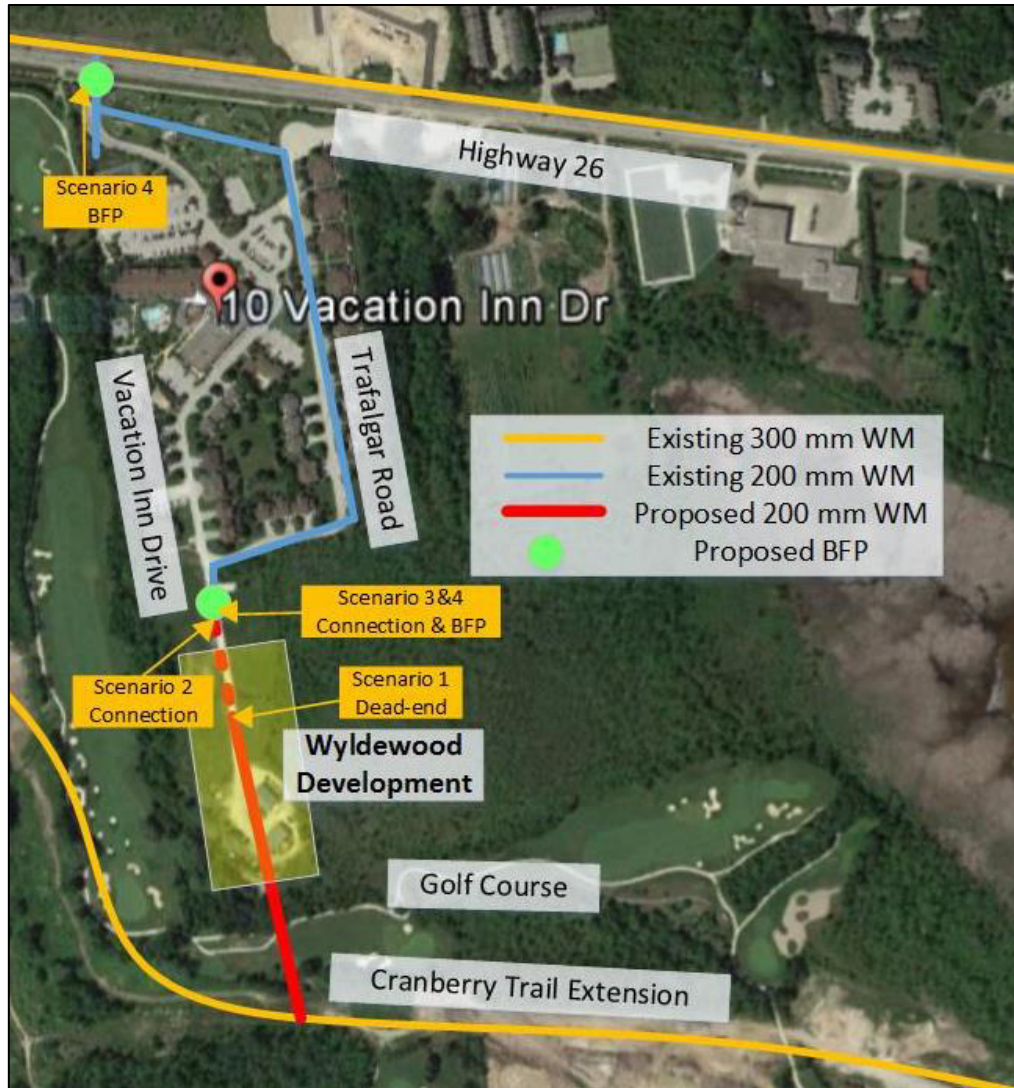 Highway 26
Scenario 4
BFP
10 Vacation Inn Dr
Vacation Inn Drive
Trafalgar Road
Existing 300 mm WM
Existing 200 mm WM
Proposed 200 mm WM
Proposed BFP
Scenario 3&4
Connection & BFP
Scenario 2
Connection
Scenario 1
Dead-end
Wyldewood
Development
Golf Course
Cranberry Trail Extension